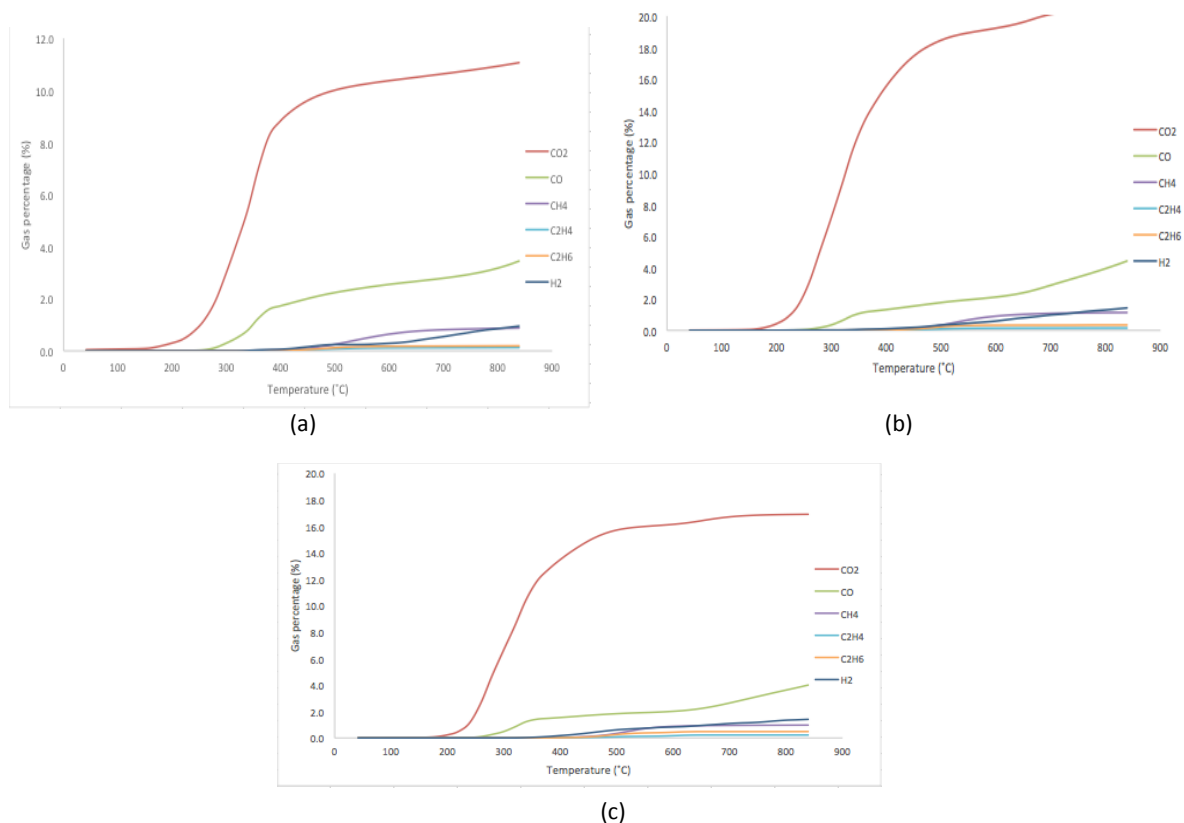 12.0
10.0
8.0
6.0
4.0
2.0
0.0
Gas percentage (%)
0 100 200 300 400 500 600 700 800 900
Temperature (˚C)
CO2
CO
CH4
C2H4
C2H6
H2
(a)
20.0
18.0
16.0
14.0
12.0
10.0
8.0
6.0
4.0
2.0
0.0
Gas percentage (%)
0 100 200 300 400 500 600 700 800 900
Temperature (˚C)
CO2
CO
CH4
C2H4
C2H6
H2
(b)
20.0
18.0
16.0
14.0
12.0
10.0
8.0
6.0
4.0
2.0
0.0
Gas percentage (%)
0 100 200 300 400 500 600 700 800 900
Temperature (˚C)
CO2
CO
CH4
C2H4
C2H6
H2
(c)